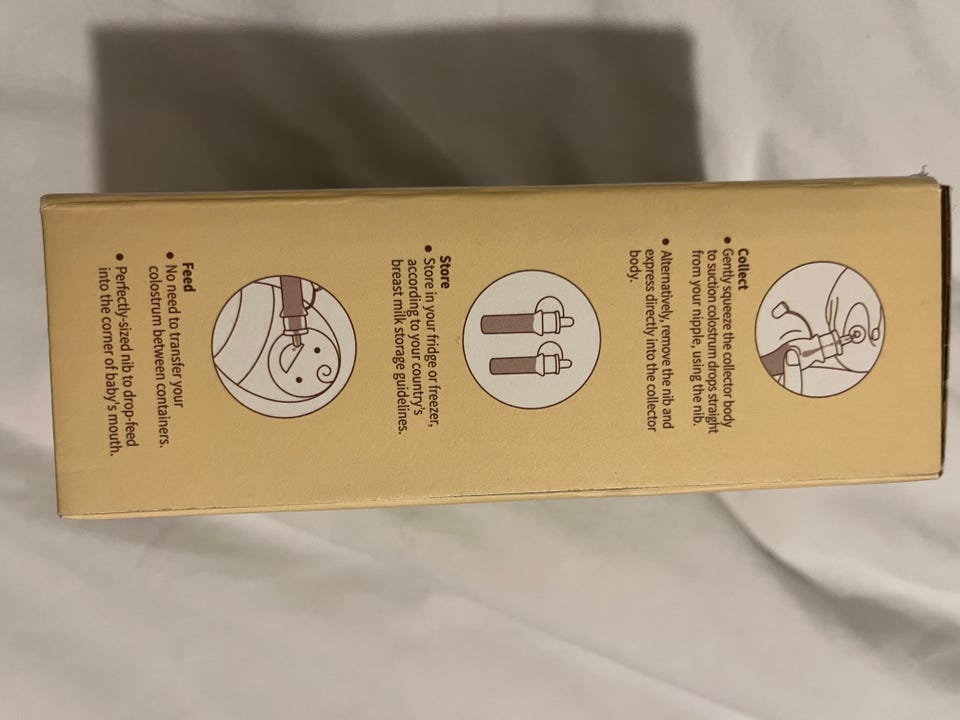 Collect
• Gently squeeze the collector body
to suction colostrum drops straight
from your nipple, using the nib.
• Alternatively, remove the nib and
express directly into the collector
body.
Store
• Store in your fridge or freezer,
according to your country's
breast milk storage guidelines.
Feed
• No need to transfer your
colostrum between containers.
• Perfectly-sized nib to drop-feed
into the corner of baby's mouth.